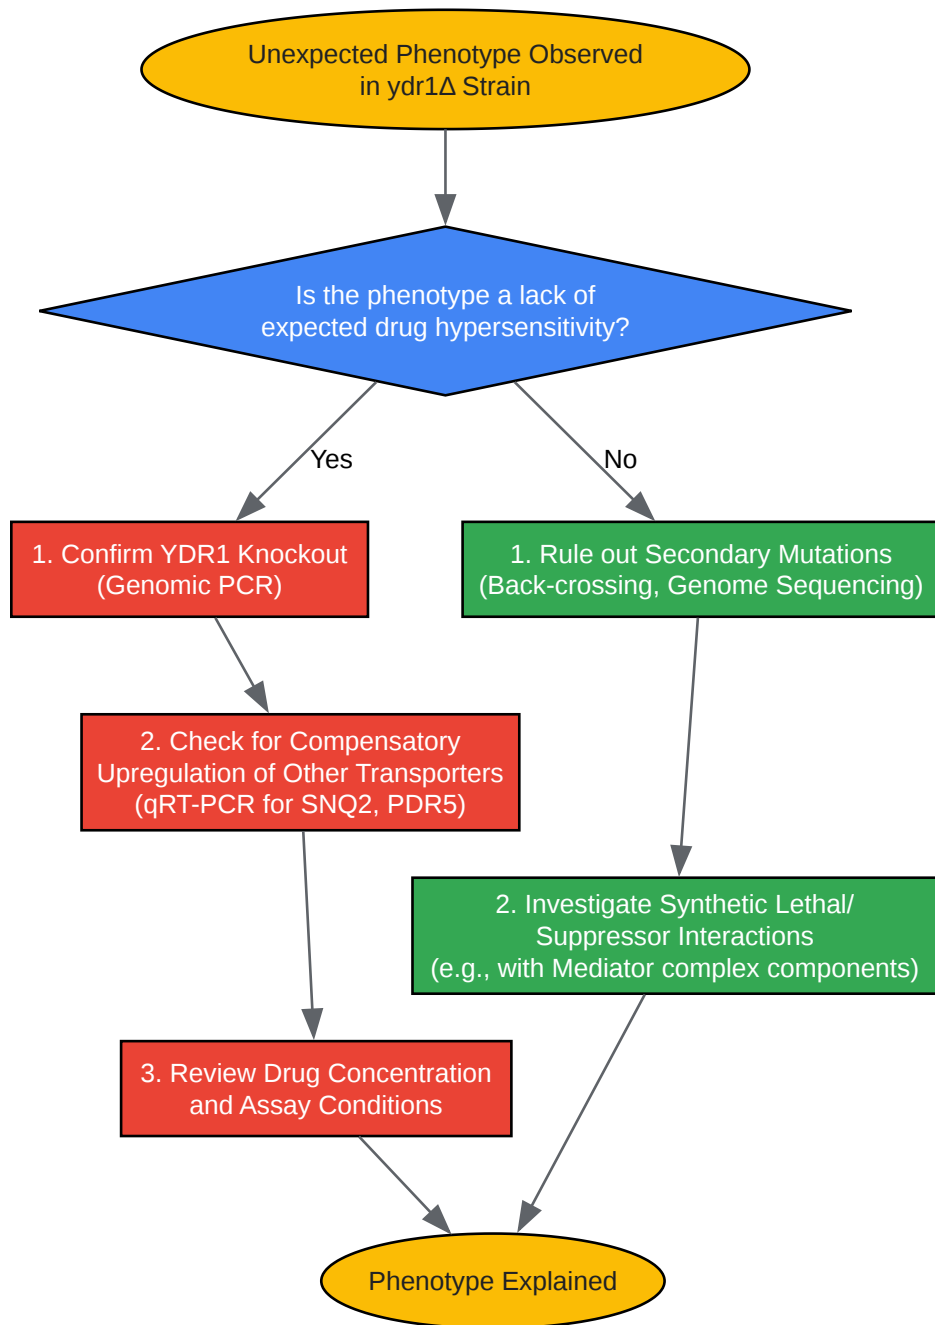 Unexpected Phenotype Observed
in ydr1Δ Strain
Is the phenotype a lack of
expected drug hypersensitivity?
Yes
No
1. Confirm YDR1 Knockout
(Genomic PCR)
1. Rule out Secondary Mutations
(Back-crossing, Genome Sequencing)
2. Check for Compensatory
Upregulation of Other Transporters
(qRT-PCR for SNQ2, PDR5)
2. Investigate Synthetic Lethal/
Suppressor Interactions
(e.g., with Mediator complex components)
3. Review Drug Concentration
and Assay Conditions
Phenotype Explained